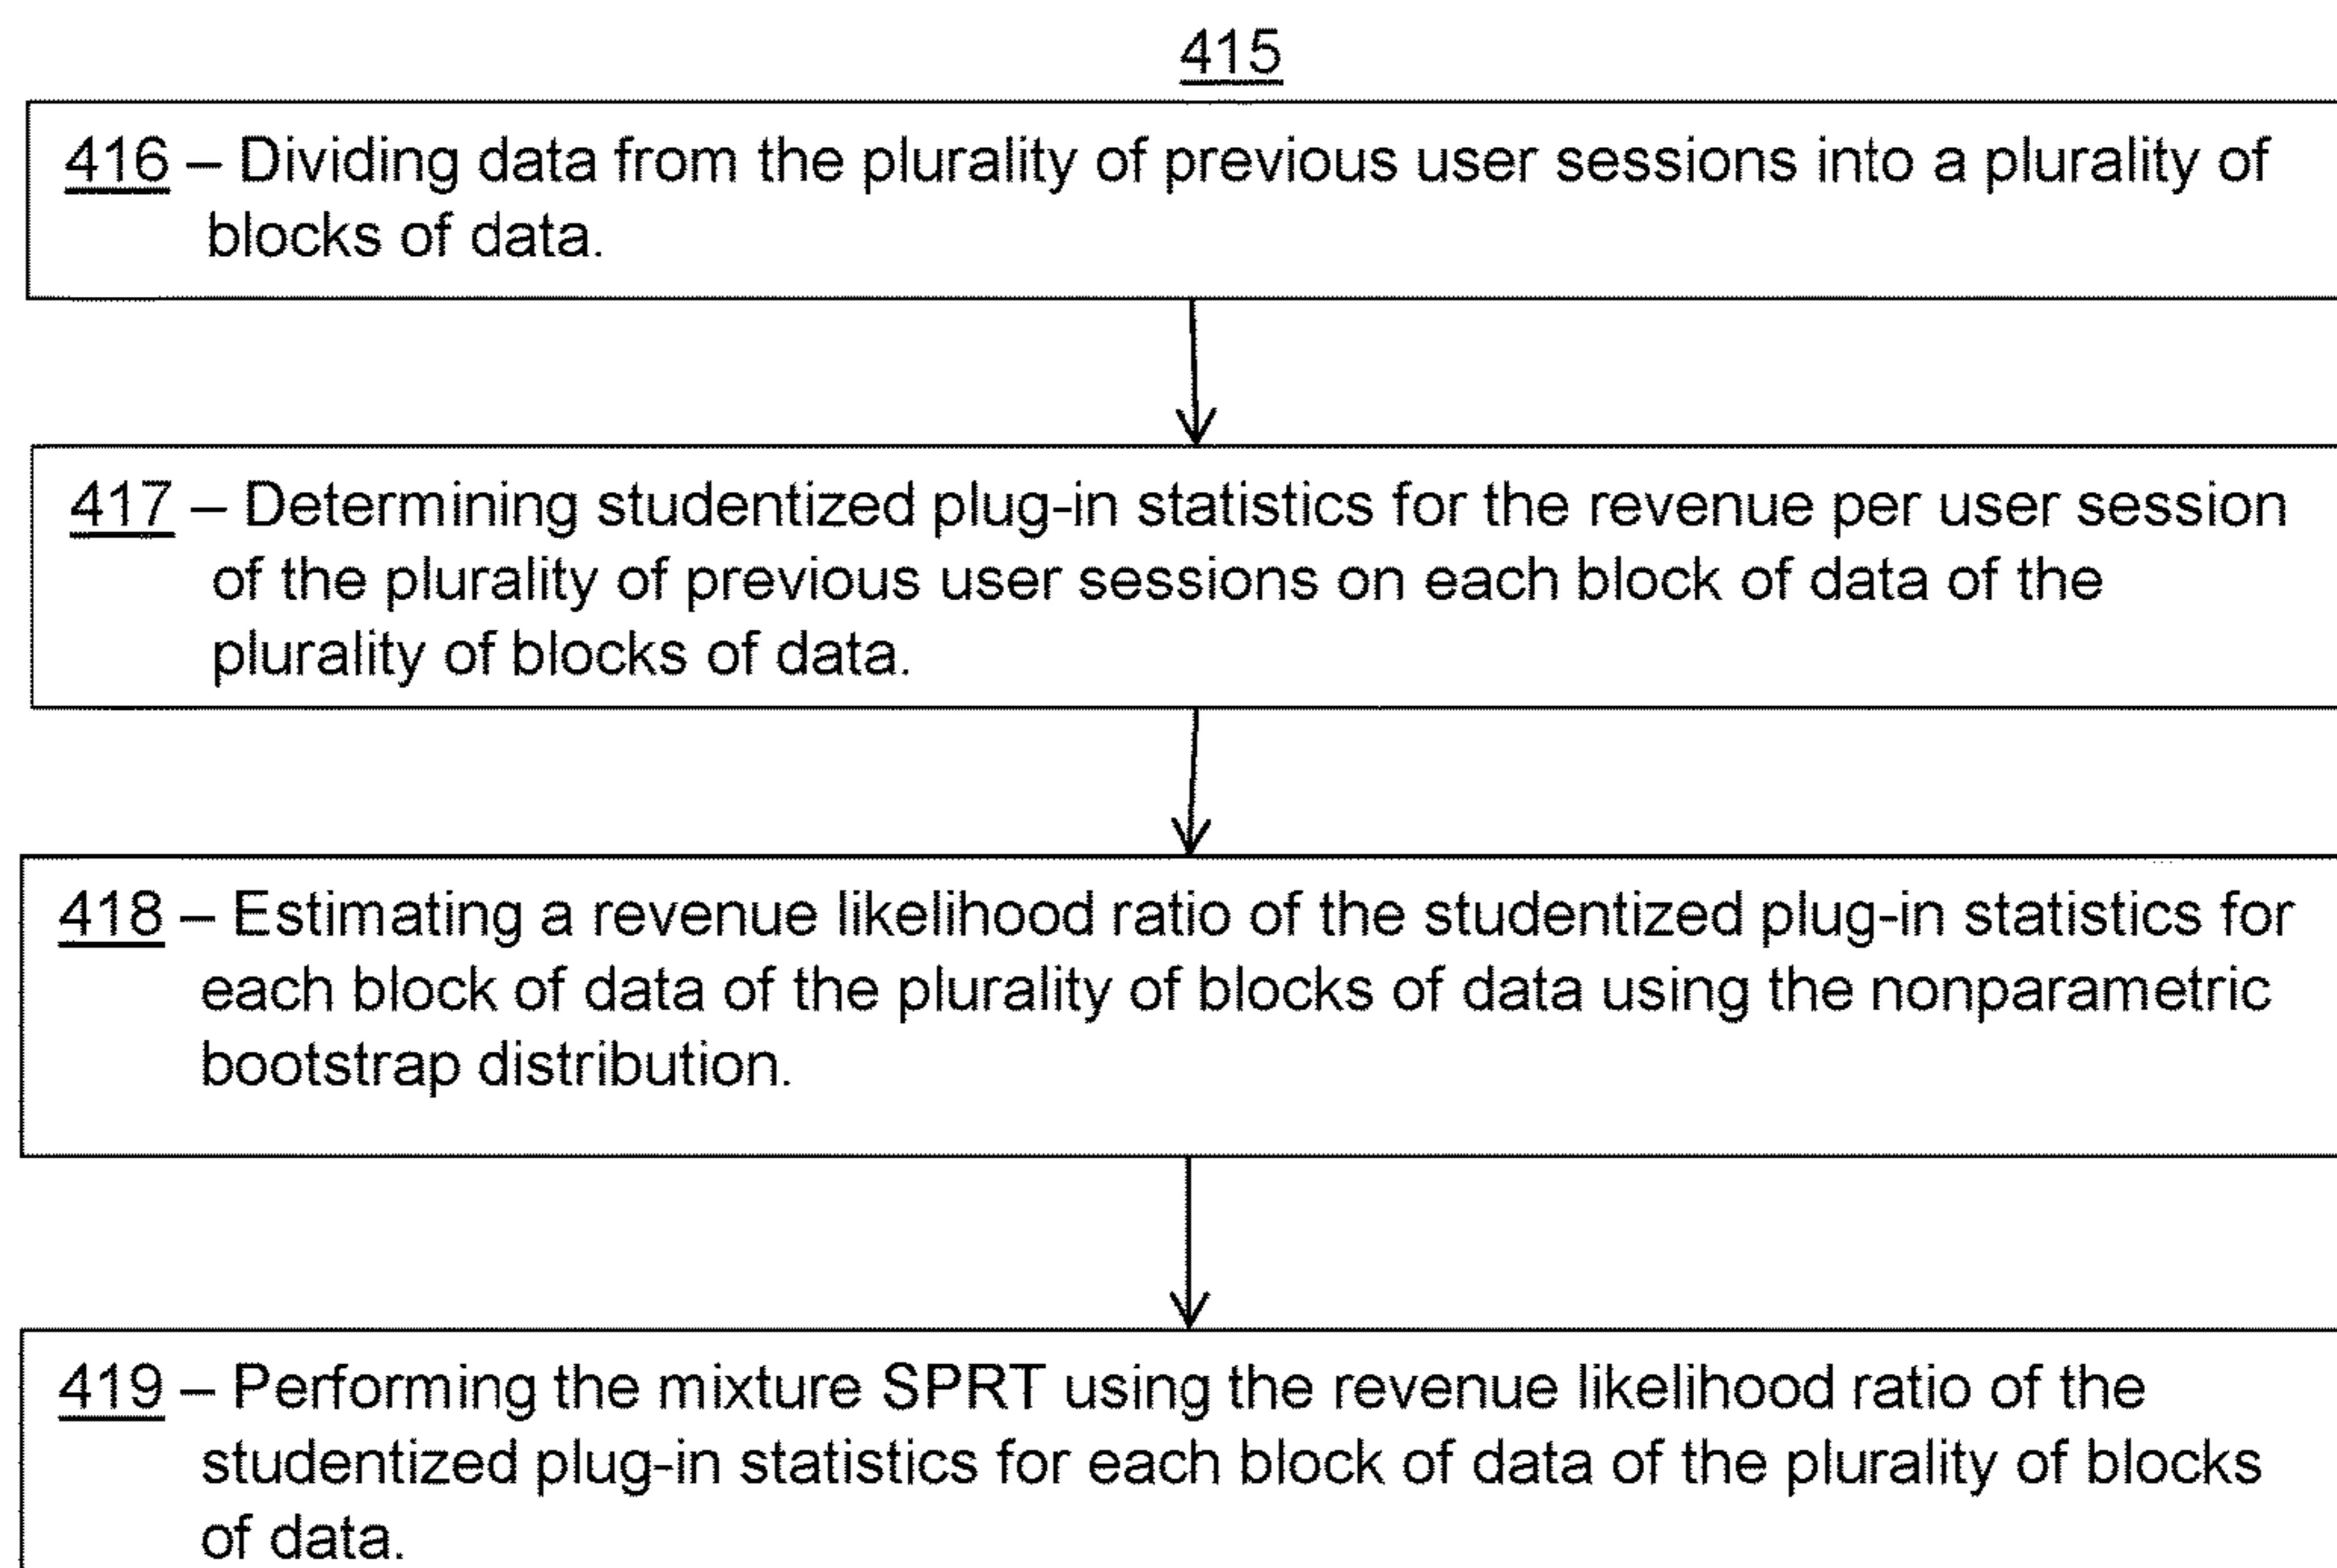 415
416 – Dividing data from the plurality of previous user sessions into a plurality of
blocks of data.
417 – Determining studentized plug-in statistics for the revenue per user session
of the plurality of previous user sessions on each block of data of the
plurality of blocks of data.
418 – Estimating a revenue likelihood ratio of the studentized plug-in statistics for
each block of data of the plurality of blocks of data using the nonparametric
bootstrap distribution.
419 – Performing the mixture SPRT using the revenue likelihood ratio of the
studentized plug-in statistics for each block of data of the plurality of blocks
of data.